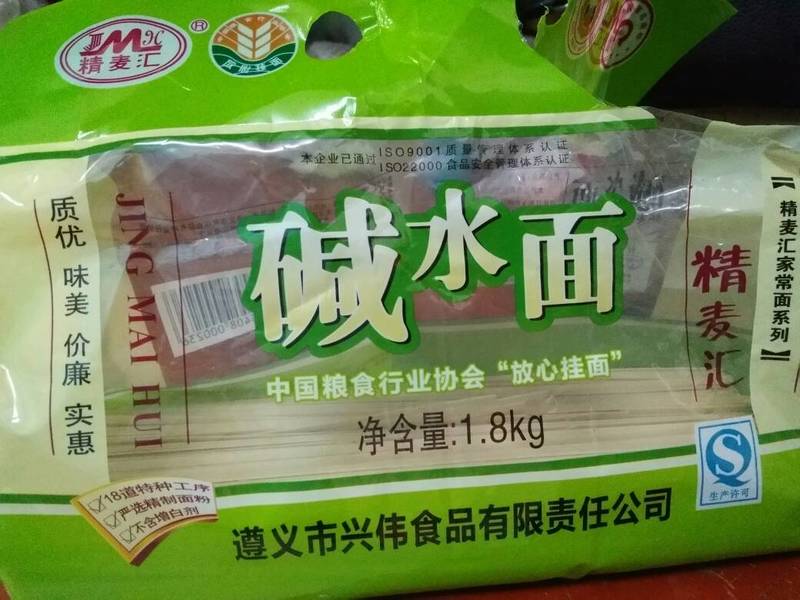 JM JC
精麦汇
®
放心挂面
本企业已通过
ISO9001质量管理体系认证
ISO22000食品安全管理体系认证
质优 味美 价廉 实惠
JING MAI HUI
碱水面
精麦汇
【精麦汇家常面系列】
中国粮食行业协会“放心挂面”
净含量:1.8kg
S
生产许可
18道特种工序
严选精制面粉
不含增白剂
遵义市兴伟食品有限责任公司